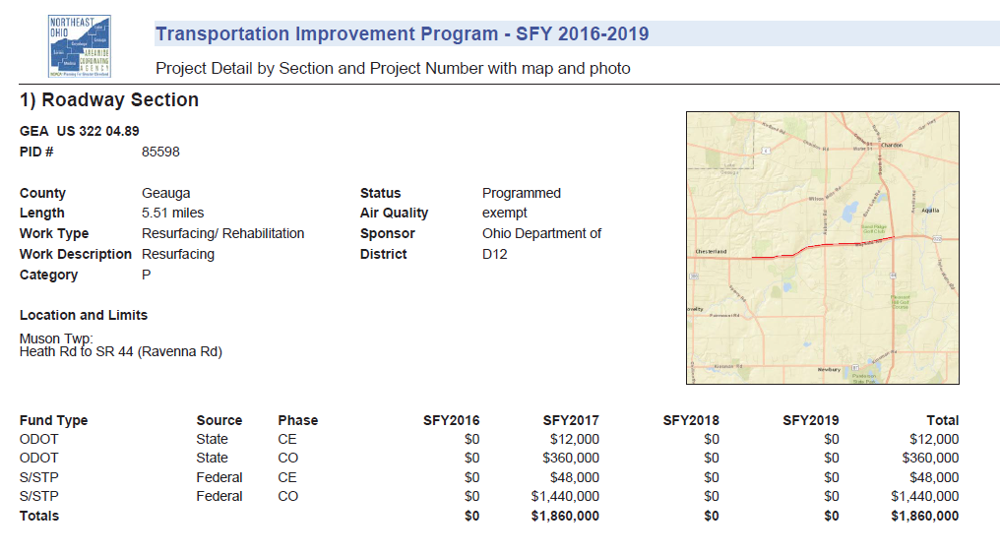 NORTHEAST
OHIO
AREAWIDE
COORDINATING
AGENCY
Transportation Improvement Program - SFY 2016-2019
Project Detail by Section and Project Number with map and photo
1) Roadway Section
GEA US 322 04.89
PID # 85598
County Geauga Status Programmed
Length 5.51 miles Air Quality exempt
Work Type Resurfacing/ Rehabilitation Sponsor Ohio Department of
Work Description Resurfacing District D12
Category P
Location and Limits
Muson Twp:
Heath Rd to SR 44 (Ravenna Rd)
Chardon
Aquilla
Chesterland
Newbury
Fund Type Source Phase SFY2016 SFY2017 SFY2018 SFY2019 Total
ODOT State CE $0 $12,000 $0 $0 $12,000
ODOT State CO $0 $360,000 $0 $0 $360,000
S/STP Federal CE $0 $48,000 $0 $0 $48,000
S/STP Federal CO $0 $1,440,000 $0 $0 $1,440,000
Totals $0 $1,860,000 $0 $0 $1,860,000